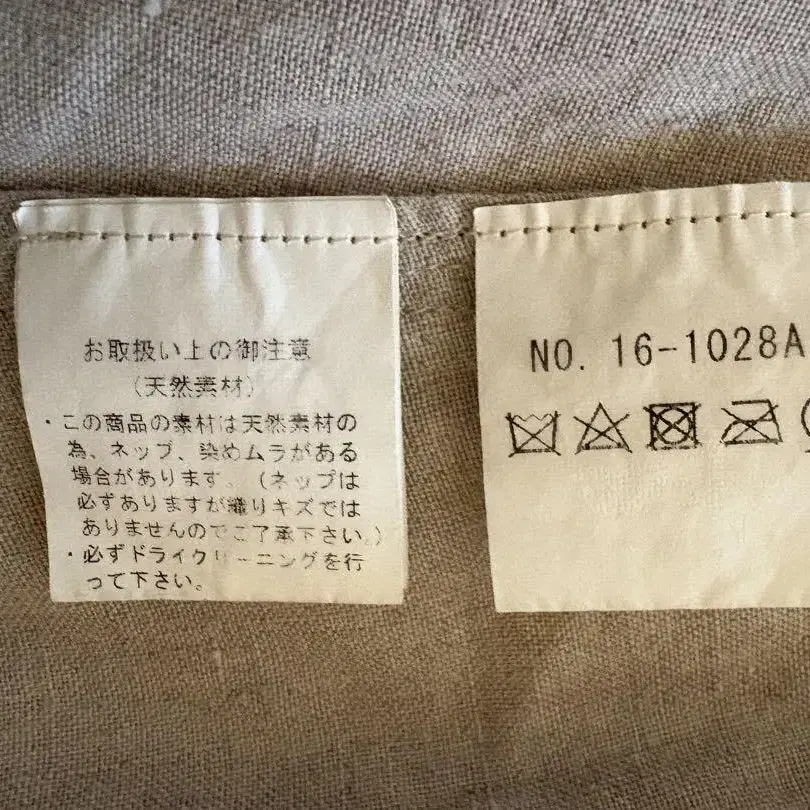 お取扱い上の御注意
(天然素材)
・この商品の素材は天然素材の
為、ネップ、染めムラがある
場合があります。(ネップは
必ずありますが織りキズでは
ありませんのでご了承下さい。)
・必ずドライクリーニングを行
って下さい。
NO. 16-1028A